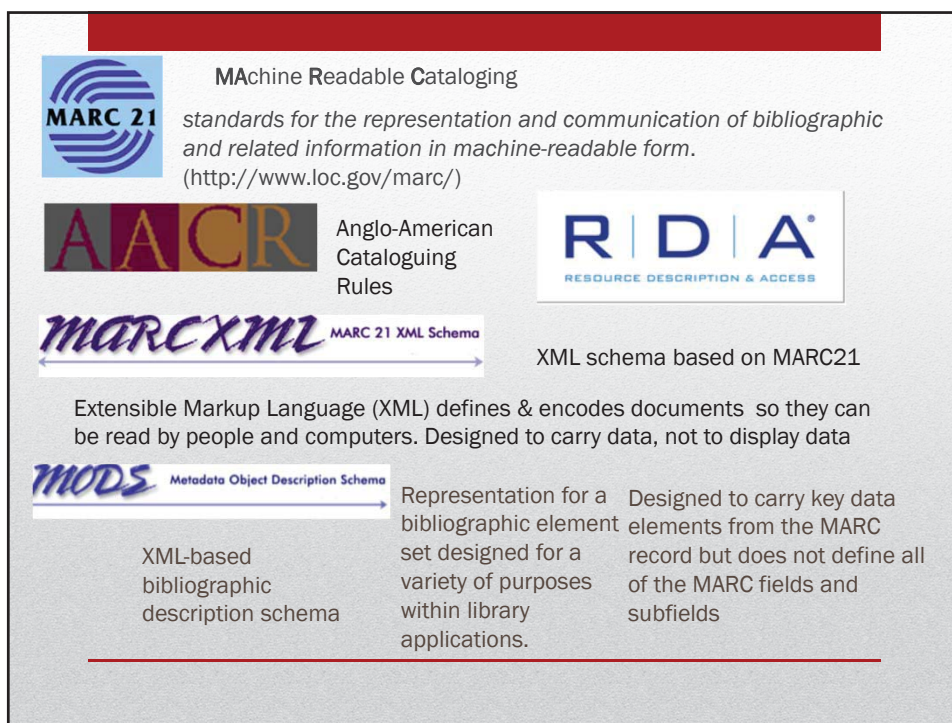 MAchine Readable Cataloging
MARC 21
standards for the representation and communication of bibliographic
and related information in machine-readable form.
(http://www.loc.gov/marc/)
AACR
Anglo-American
Cataloguing
Rules
R|D|A®
RESOURCE DESCRIPTION & ACCESS
MARCXML MARC 21 XML Schema
XML schema based on MARC21
Extensible Markup Language (XML) defines & encodes documents so they can
be read by people and computers. Designed to carry data, not to display data
MODS Metadata Object Description Schema
XML-based
bibliographic
description schema
Representation for a
bibliographic element
set designed for a
variety of purposes
within library
applications.
Designed to carry key data
elements from the MARC
record but does not define all
of the MARC fields and
subfields